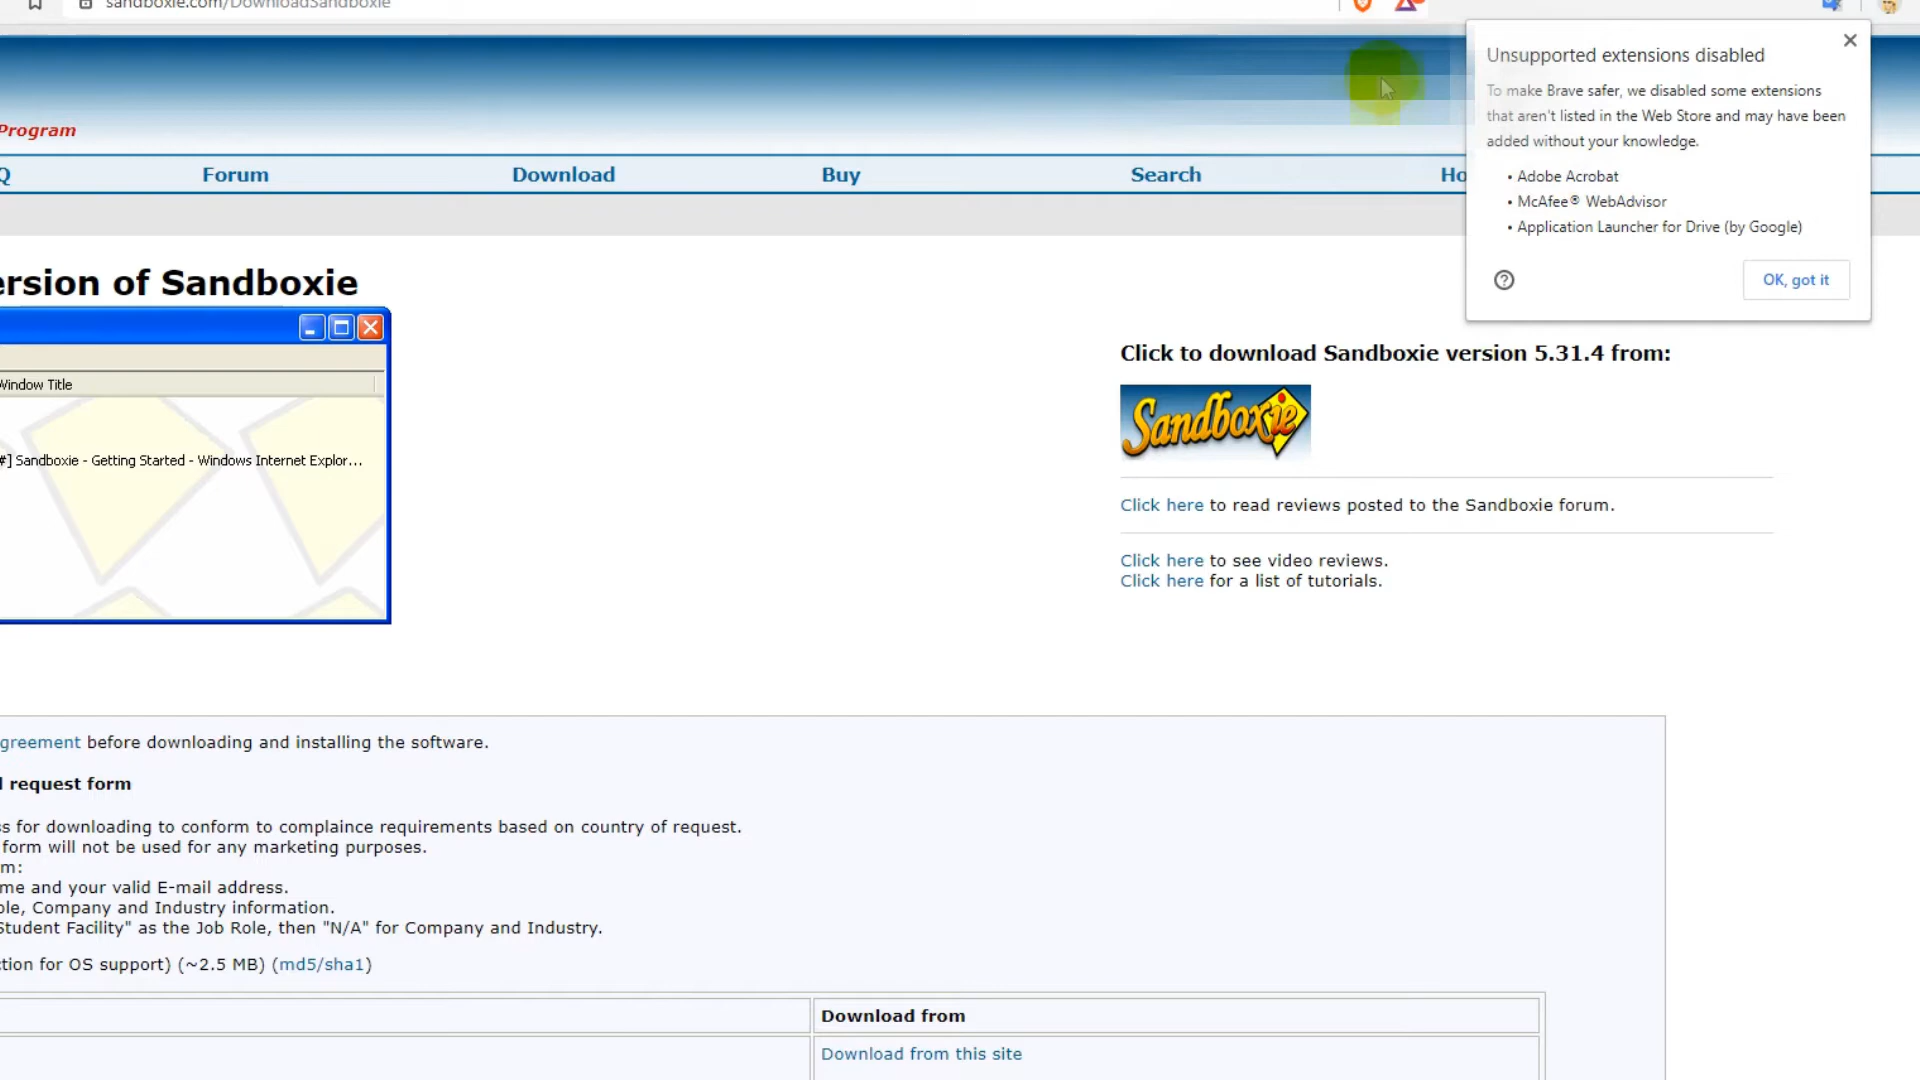 sandboxie.com/DownloadSandboxie
Unsupported extensions disabled
To make Brave safer, we disabled some extensions
that aren't listed in the Web Store and may have been
added without your knowledge.
• Adobe Acrobat
• McAfee® WebAdvisor
• Application Launcher for Drive (by Google)
OK, got it
Program
Q Forum Download Buy Search Ho
ersion of Sandboxie
Window Title
#] Sandboxie - Getting Started - Windows Internet Explor...
Click to download Sandboxie version 5.31.4 from:
Sandboxie
Click here to read reviews posted to the Sandboxie forum.
Click here to see video reviews.
Click here for a list of tutorials.
greement before downloading and installing the software.
request form
s for downloading to conform to complaince requirements based on country of request.
form will not be used for any marketing purposes.
m:
me and your valid E-mail address.
ole, Company and Industry information.
Student Facility" as the Job Role, then "N/A" for Company and Industry.
ction for OS support) (~2.5 MB) (md5/sha1)
Download from
Download from this site